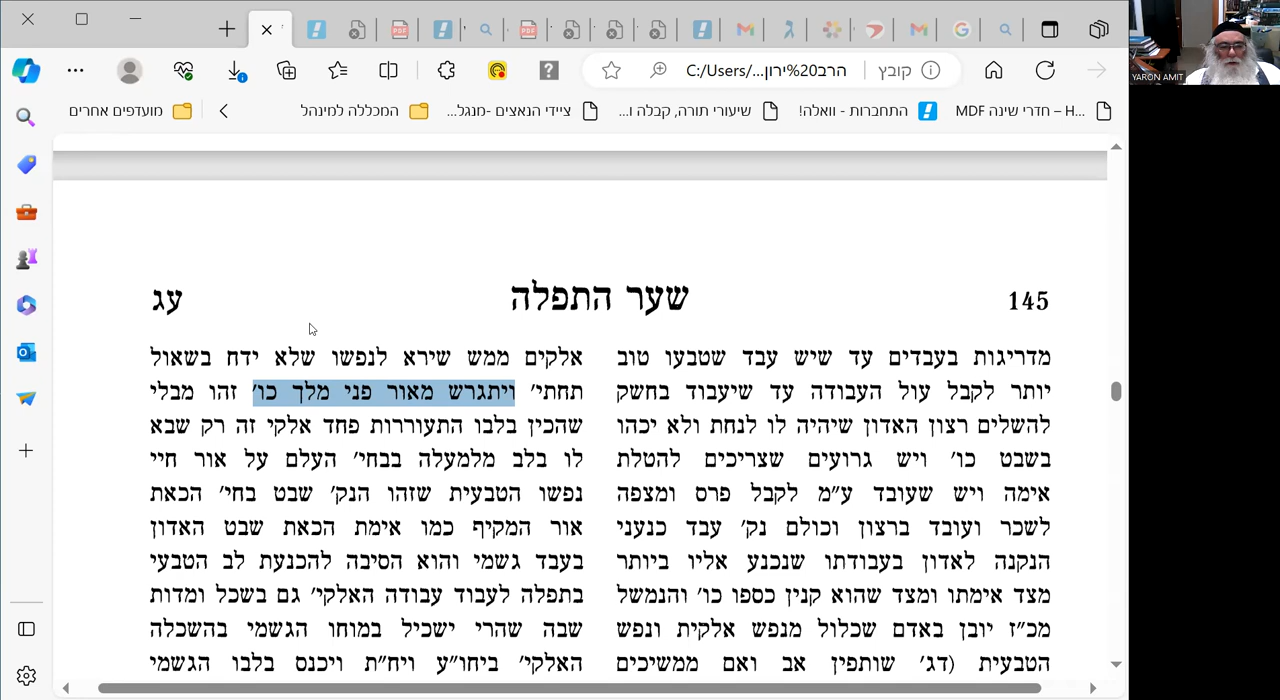 YARON AMIT
קובץ
C:/Users/...הרב%20ירון
MDF חדרי שינה – H...
התחברות - וואלה!
שיעורי תורה, קבלה ו...
ציידי הנאצים -מנגל...
המכללה למינהל
מועדפים אחרים
145
שער התפלה
עג
מדריגות בעבדים עד שיש עבד שטבעו טוב
יותר לקבל עול העבודה עד שיעבוד בחשק
להשלים רצון האדון שיהיה לו לנחת ולא יכהו
בשבט כו' ויש גרועים שצריכים להטלת
אימה ויש שעובד ע״מ לקבל פרס ומצפה
לשכר ועובד ברצון וכולם נק' עבד כנעני
הנקנה לאדון בעבודתו שנכנע אליו ביותר
מצד אימתו ומצד שהוא קנין כספו כו' והנמשל
מכ״ז יובן באדם שכלול מנפש אלקית ונפש
הטבעית (דג' שותפין אב ואם ממשיכים
אלקים ממש שירא לנפשו שלא ידח בשאול
תחתי' ויתגרש מאור פני מלך כו' זהו מבלי
שהכין בלבו התעוררות פחד אלקי זה רק שבא
לו בלב מלמעלה בבחי' העלם על אור חיי
נפשו הטבעית שזהו הנק' שבט בחי' הכאת
אור המקיף כמו אימת הכאת שבט האדון
בעבד גשמי והוא הסיבה להכנעת לב הטבעי
בתפלה לעבוד עבודה האלקי' גם בשכל ומדות
שבה שהרי ישכיל במוחו הגשמי בהשכלה
האלקי' ביחו״ע ויח״ת ויכנס בלבו הגשמי